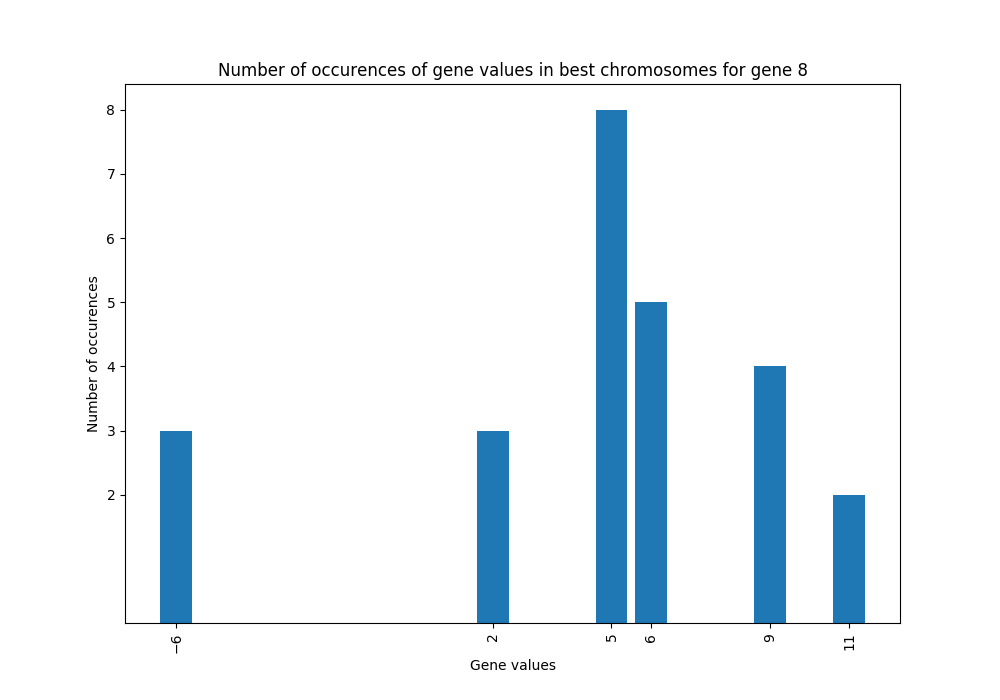 Number of occurences of gene values in best chromosomes for gene 8
8
7
6
5
4
3
2
Number of occurences
−6 2 5 6 9 11
Gene values